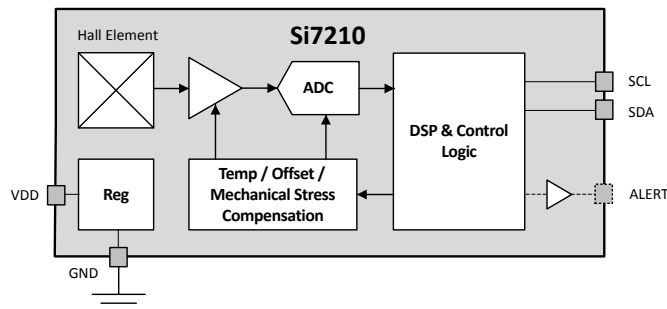 Hall Element
Si7210
ADC
DSP & Control
Logic
SCL
SDA
Temp / Offset /
Mechanical Stress
Compensation
VDD
Reg
ALERT
GND